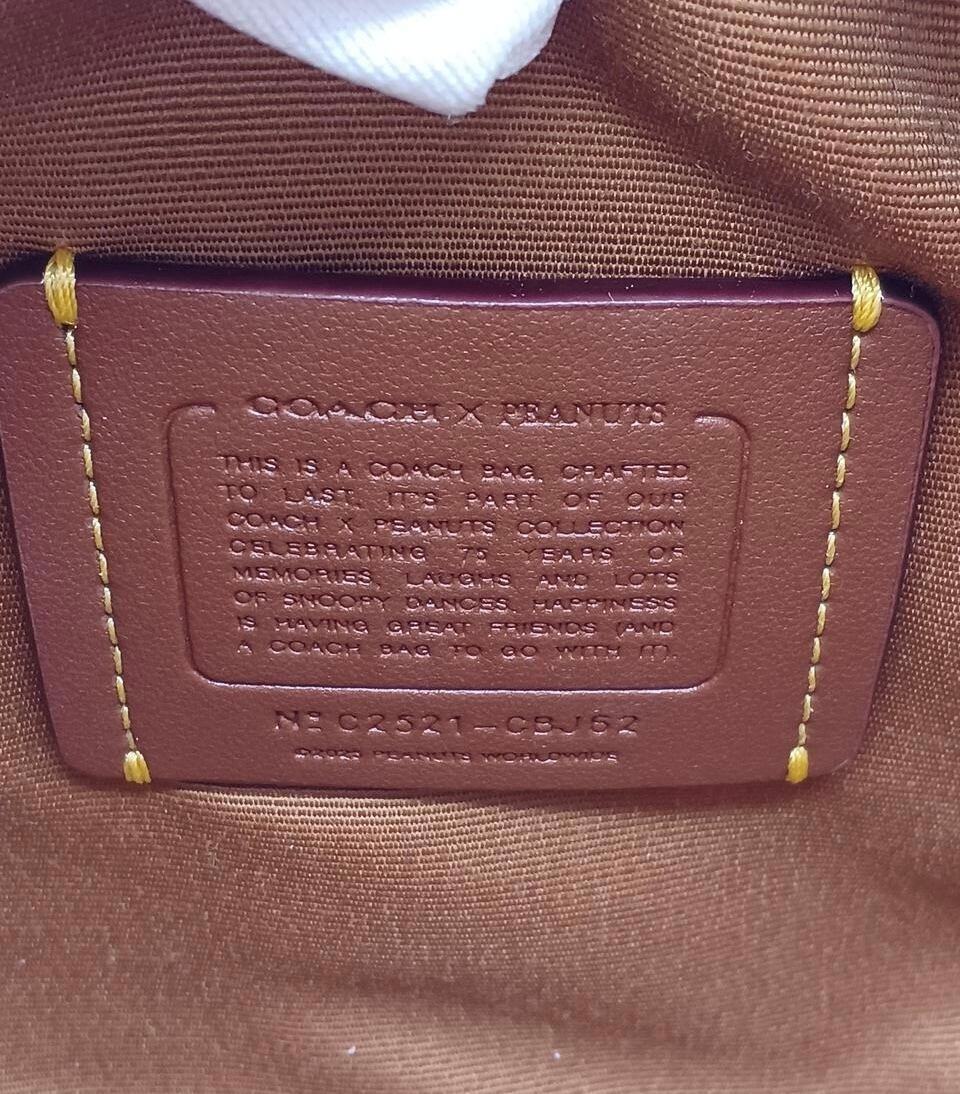 COACH X PEANUTS
THIS IS A COACH BAG, CRAFTED
TO LAST. IT'S PART OF OUR
COACH X PEANUTS COLLECTION
CELEBRATING 75 YEARS OF
MEMORIES, LAUGHS AND LOTS
OF SNOOPY DANCES. HAPPINESS
IS HAVING GREAT FRIENDS (AND
A COACH BAG TO GO WITH IT).
Nº C2521-CBJ62
©2025 PEANUTS WORLDWIDE